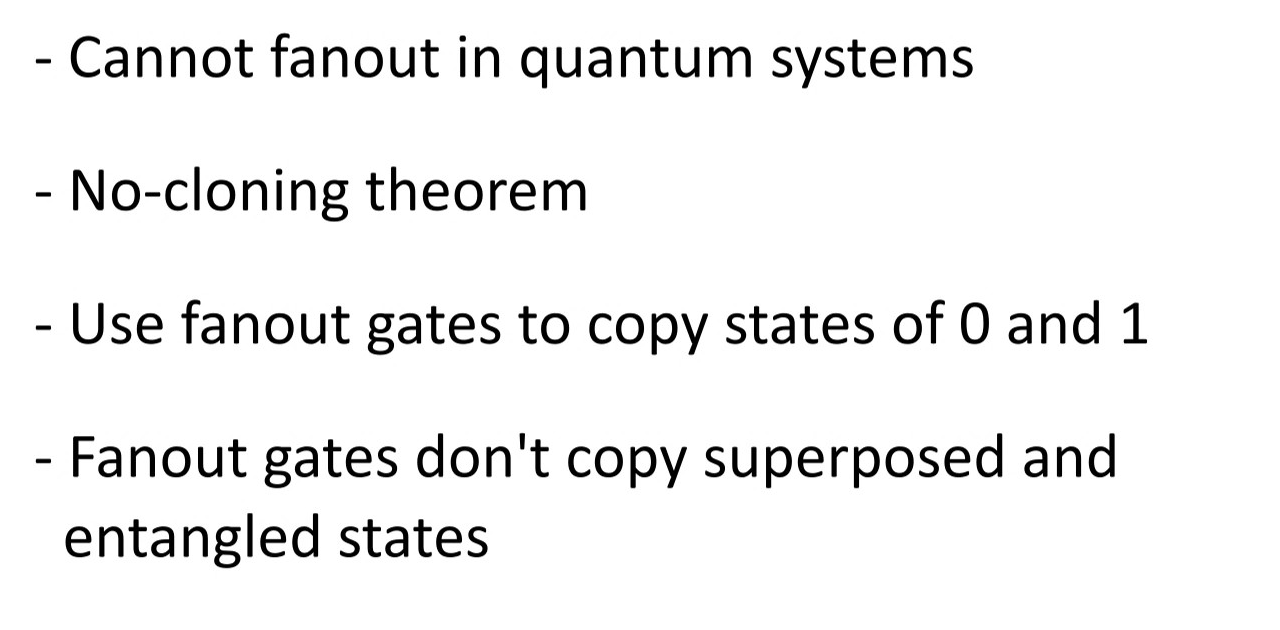 - Cannot fanout in quantum systems
- No-cloning theorem
- Use fanout gates to copy states of 0 and 1
- Fanout gates don't copy superposed and
entangled states